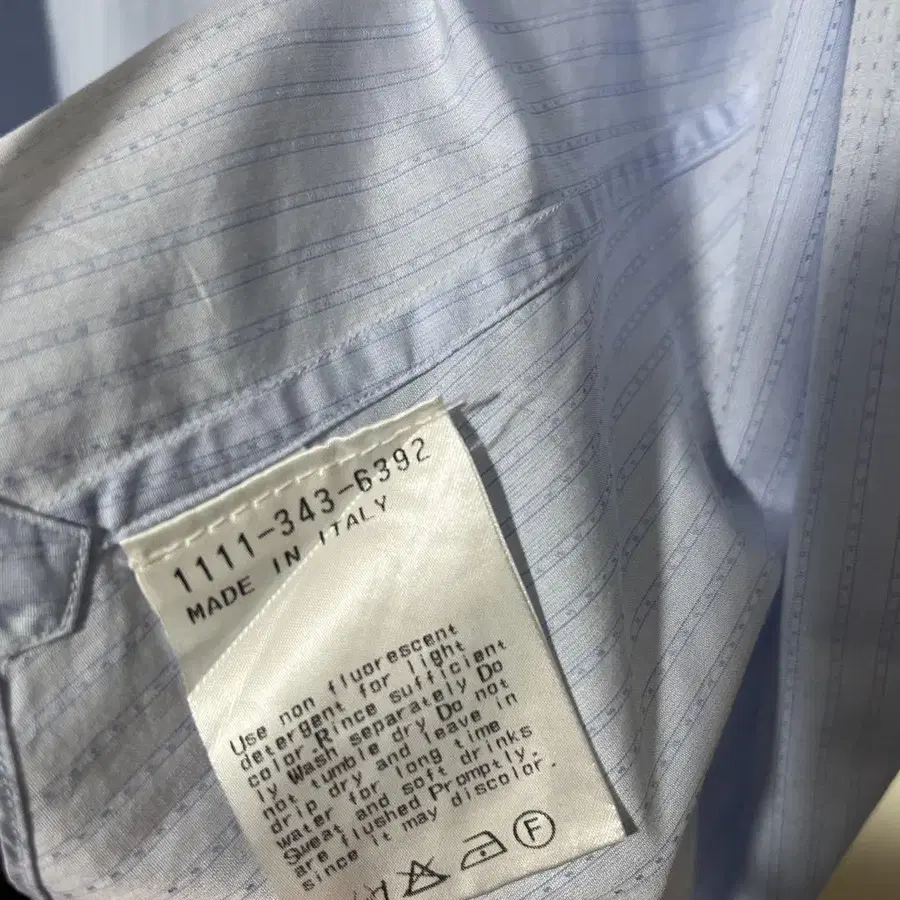 1111-343-6392
MADE IN ITALY
Use non fluorescent
detergent for light
color.Rince sufficient
ly Wash separately Do
not tumble dry Do not
drip dry and leave in
water for long time
Sweat and soft drinks
are flushed Promptly,
since it may discolor.
F